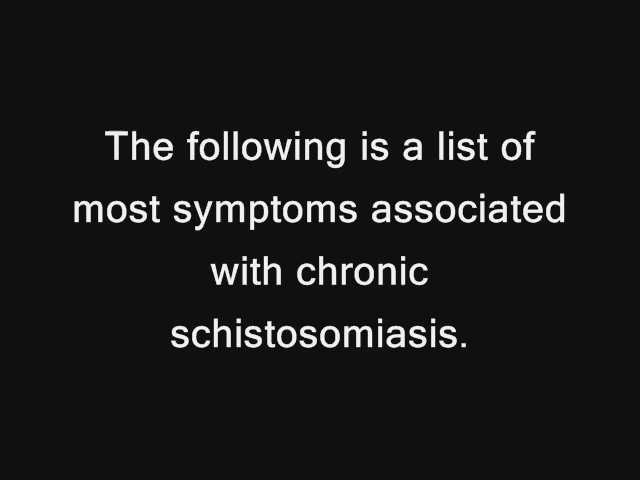 The following is a list of
most symptoms associated
with chronic
schistosomiasis.